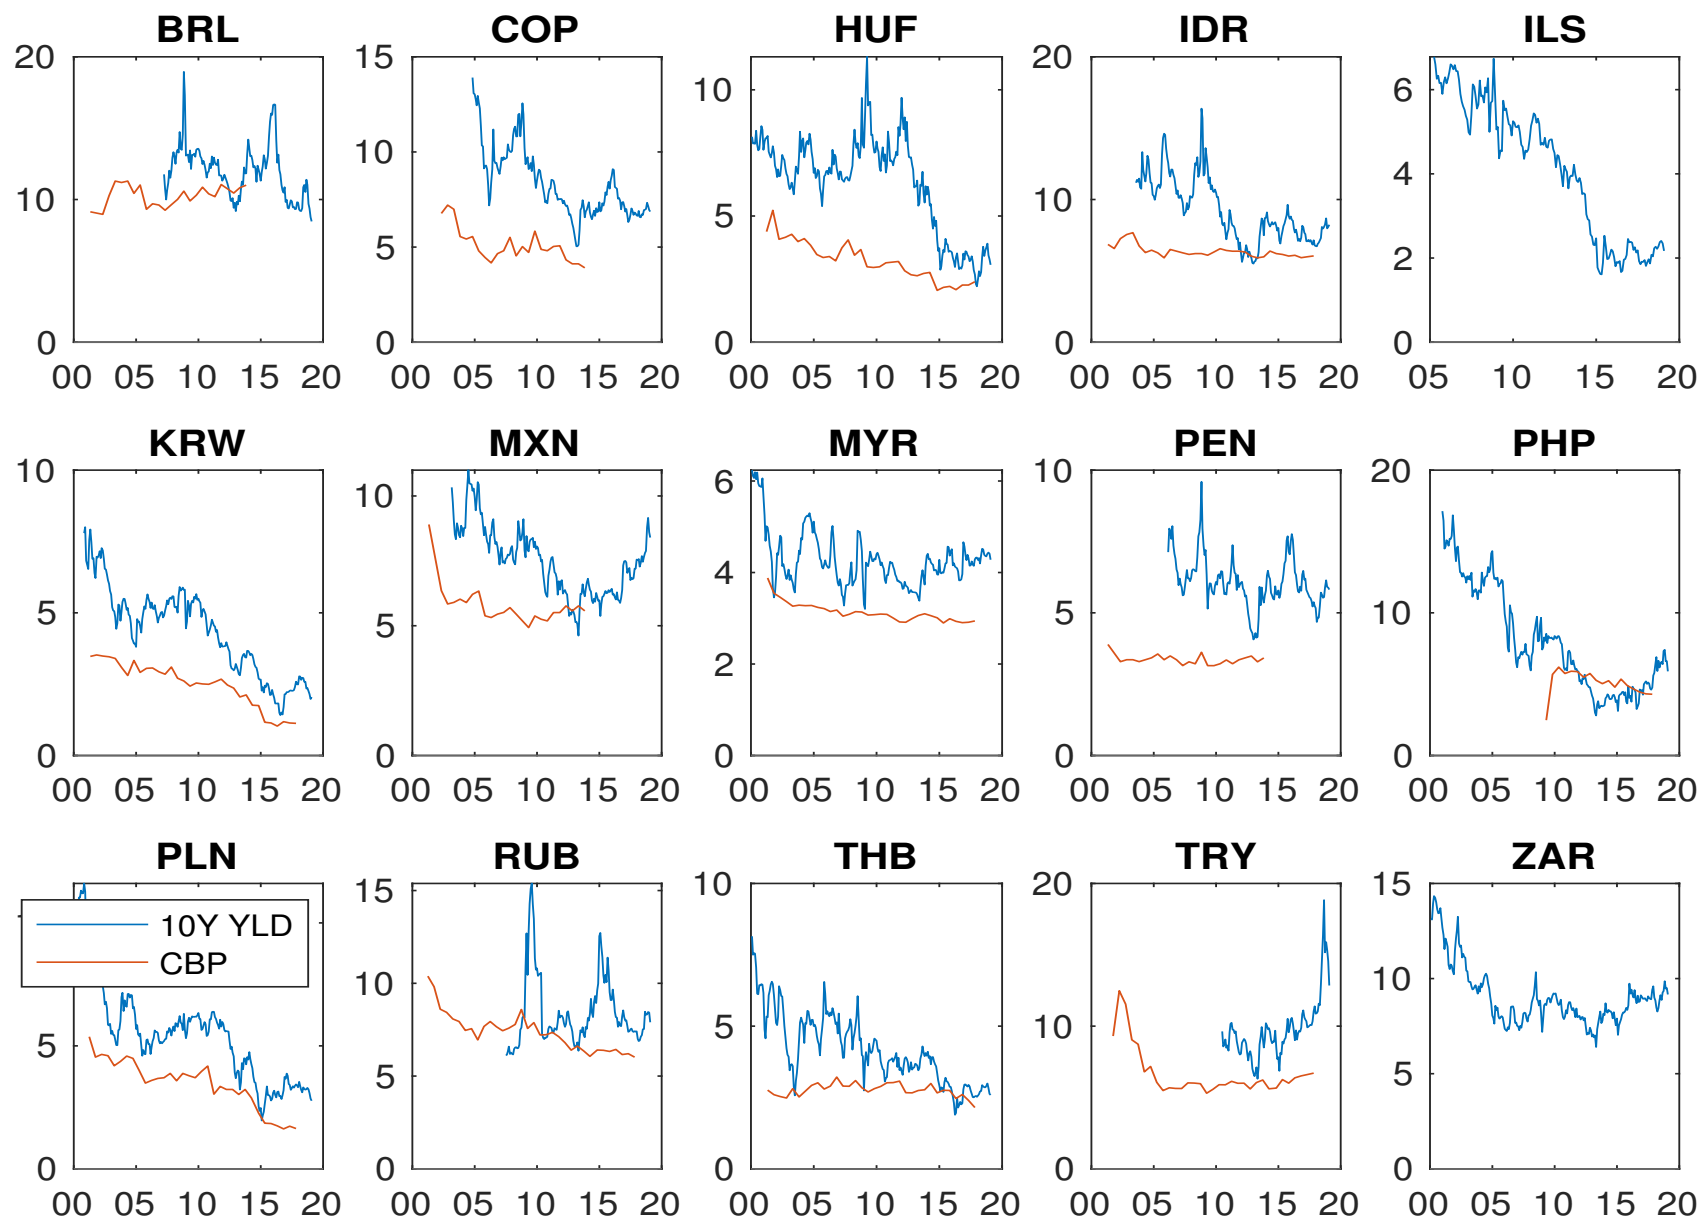 BRL COP HUF IDR ILS
20 15 10 20 6
10 10 5 10 4
5 2
0 0 0 0 0
00 05 10 15 20 00 05 10 15 20 00 05 10 15 20 00 05 10 15 20 05 10 15 20
KRW MXN MYR PEN PHP
10 10 6 10 20
5 5 4 5 10
2
0 0 0 0 0
00 05 10 15 20 00 05 10 15 20 00 05 10 15 20 00 05 10 15 20 00 05 10 15 20
PLN RUB THB TRY ZAR
15 10 20 15
10Y YLD
CBP
5 10 5 10 10
5 5
0 0 0 0 0
00 05 10 15 20 00 05 10 15 20 00 05 10 15 20 00 05 10 15 20 00 05 10 15 20